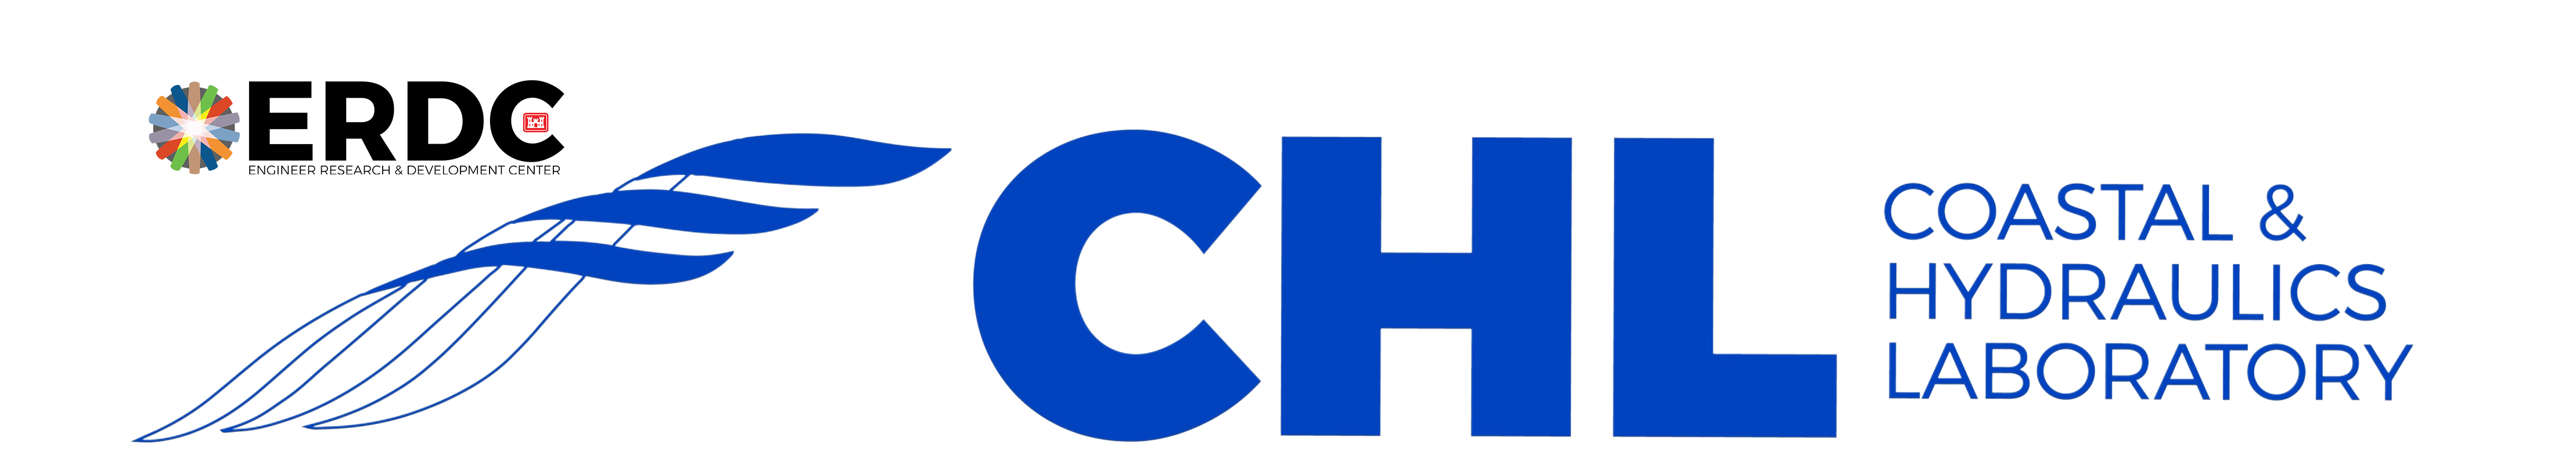 ERDC
ENGINEER RESEARCH & DEVELOPMENT CENTER
CHL
COASTAL &
HYDRAULICS
LABORATORY